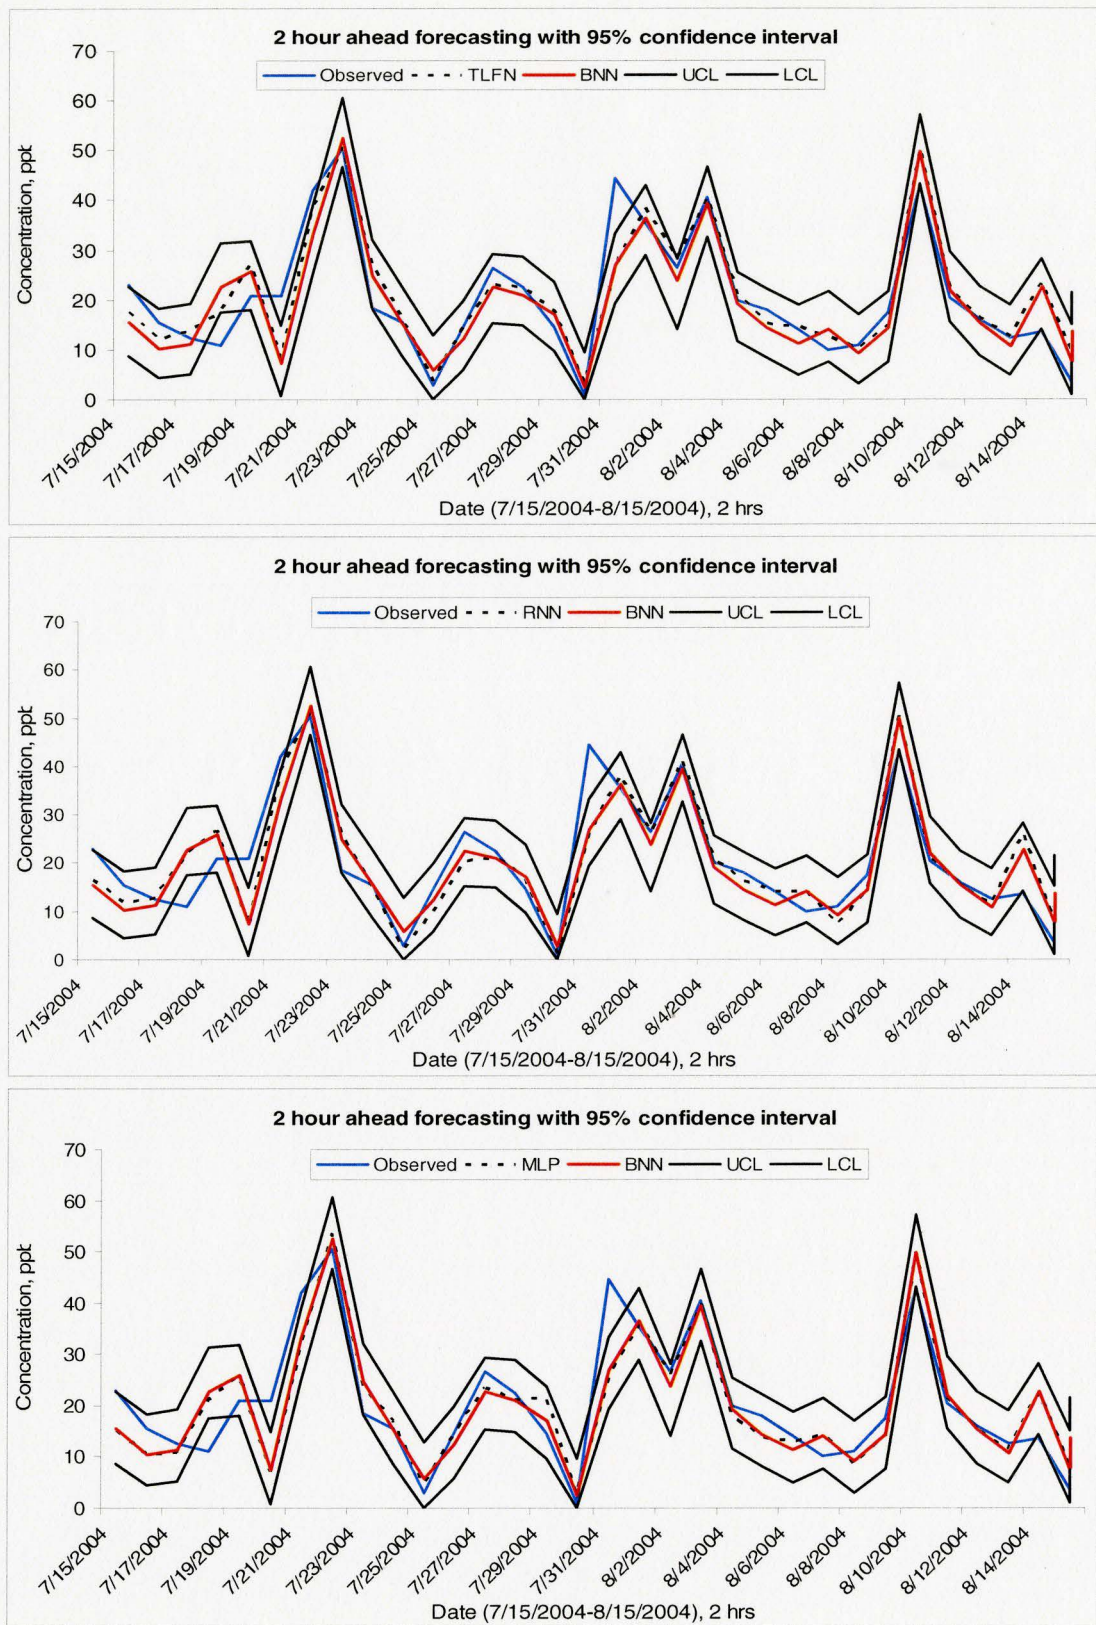 2 hour ahead forecasting with 95% confidence interval
Observed TLFN BNN UCL LCL
Concentration, ppt
70
60
50
40
30
20
10
0
7/15/2004 7/17/2004 7/19/2004 7/21/2004 7/23/2004 7/25/2004 7/27/2004 7/29/2004 7/31/2004 8/2/2004 8/4/2004 8/6/2004 8/8/2004 8/10/2004 8/12/2004 8/14/2004
Date (7/15/2004-8/15/2004), 2 hrs
2 hour ahead forecasting with 95% confidence interval
Observed RNN BNN UCL LCL
Concentration, ppt
70
60
50
40
30
20
10
0
7/15/2004 7/17/2004 7/19/2004 7/21/2004 7/23/2004 7/25/2004 7/27/2004 7/29/2004 7/31/2004 8/2/2004 8/4/2004 8/6/2004 8/8/2004 8/10/2004 8/12/2004 8/14/2004
Date (7/15/2004-8/15/2004), 2 hrs
2 hour ahead forecasting with 95% confidence interval
Observed MLP BNN UCL LCL
Concentration, ppt
70
60
50
40
30
20
10
0
7/15/2004 7/17/2004 7/19/2004 7/21/2004 7/23/2004 7/25/2004 7/27/2004 7/29/2004 7/31/2004 8/2/2004 8/4/2004 8/6/2004 8/8/2004 8/10/2004 8/12/2004 8/14/2004
Date (7/15/2004-8/15/2004), 2 hrs